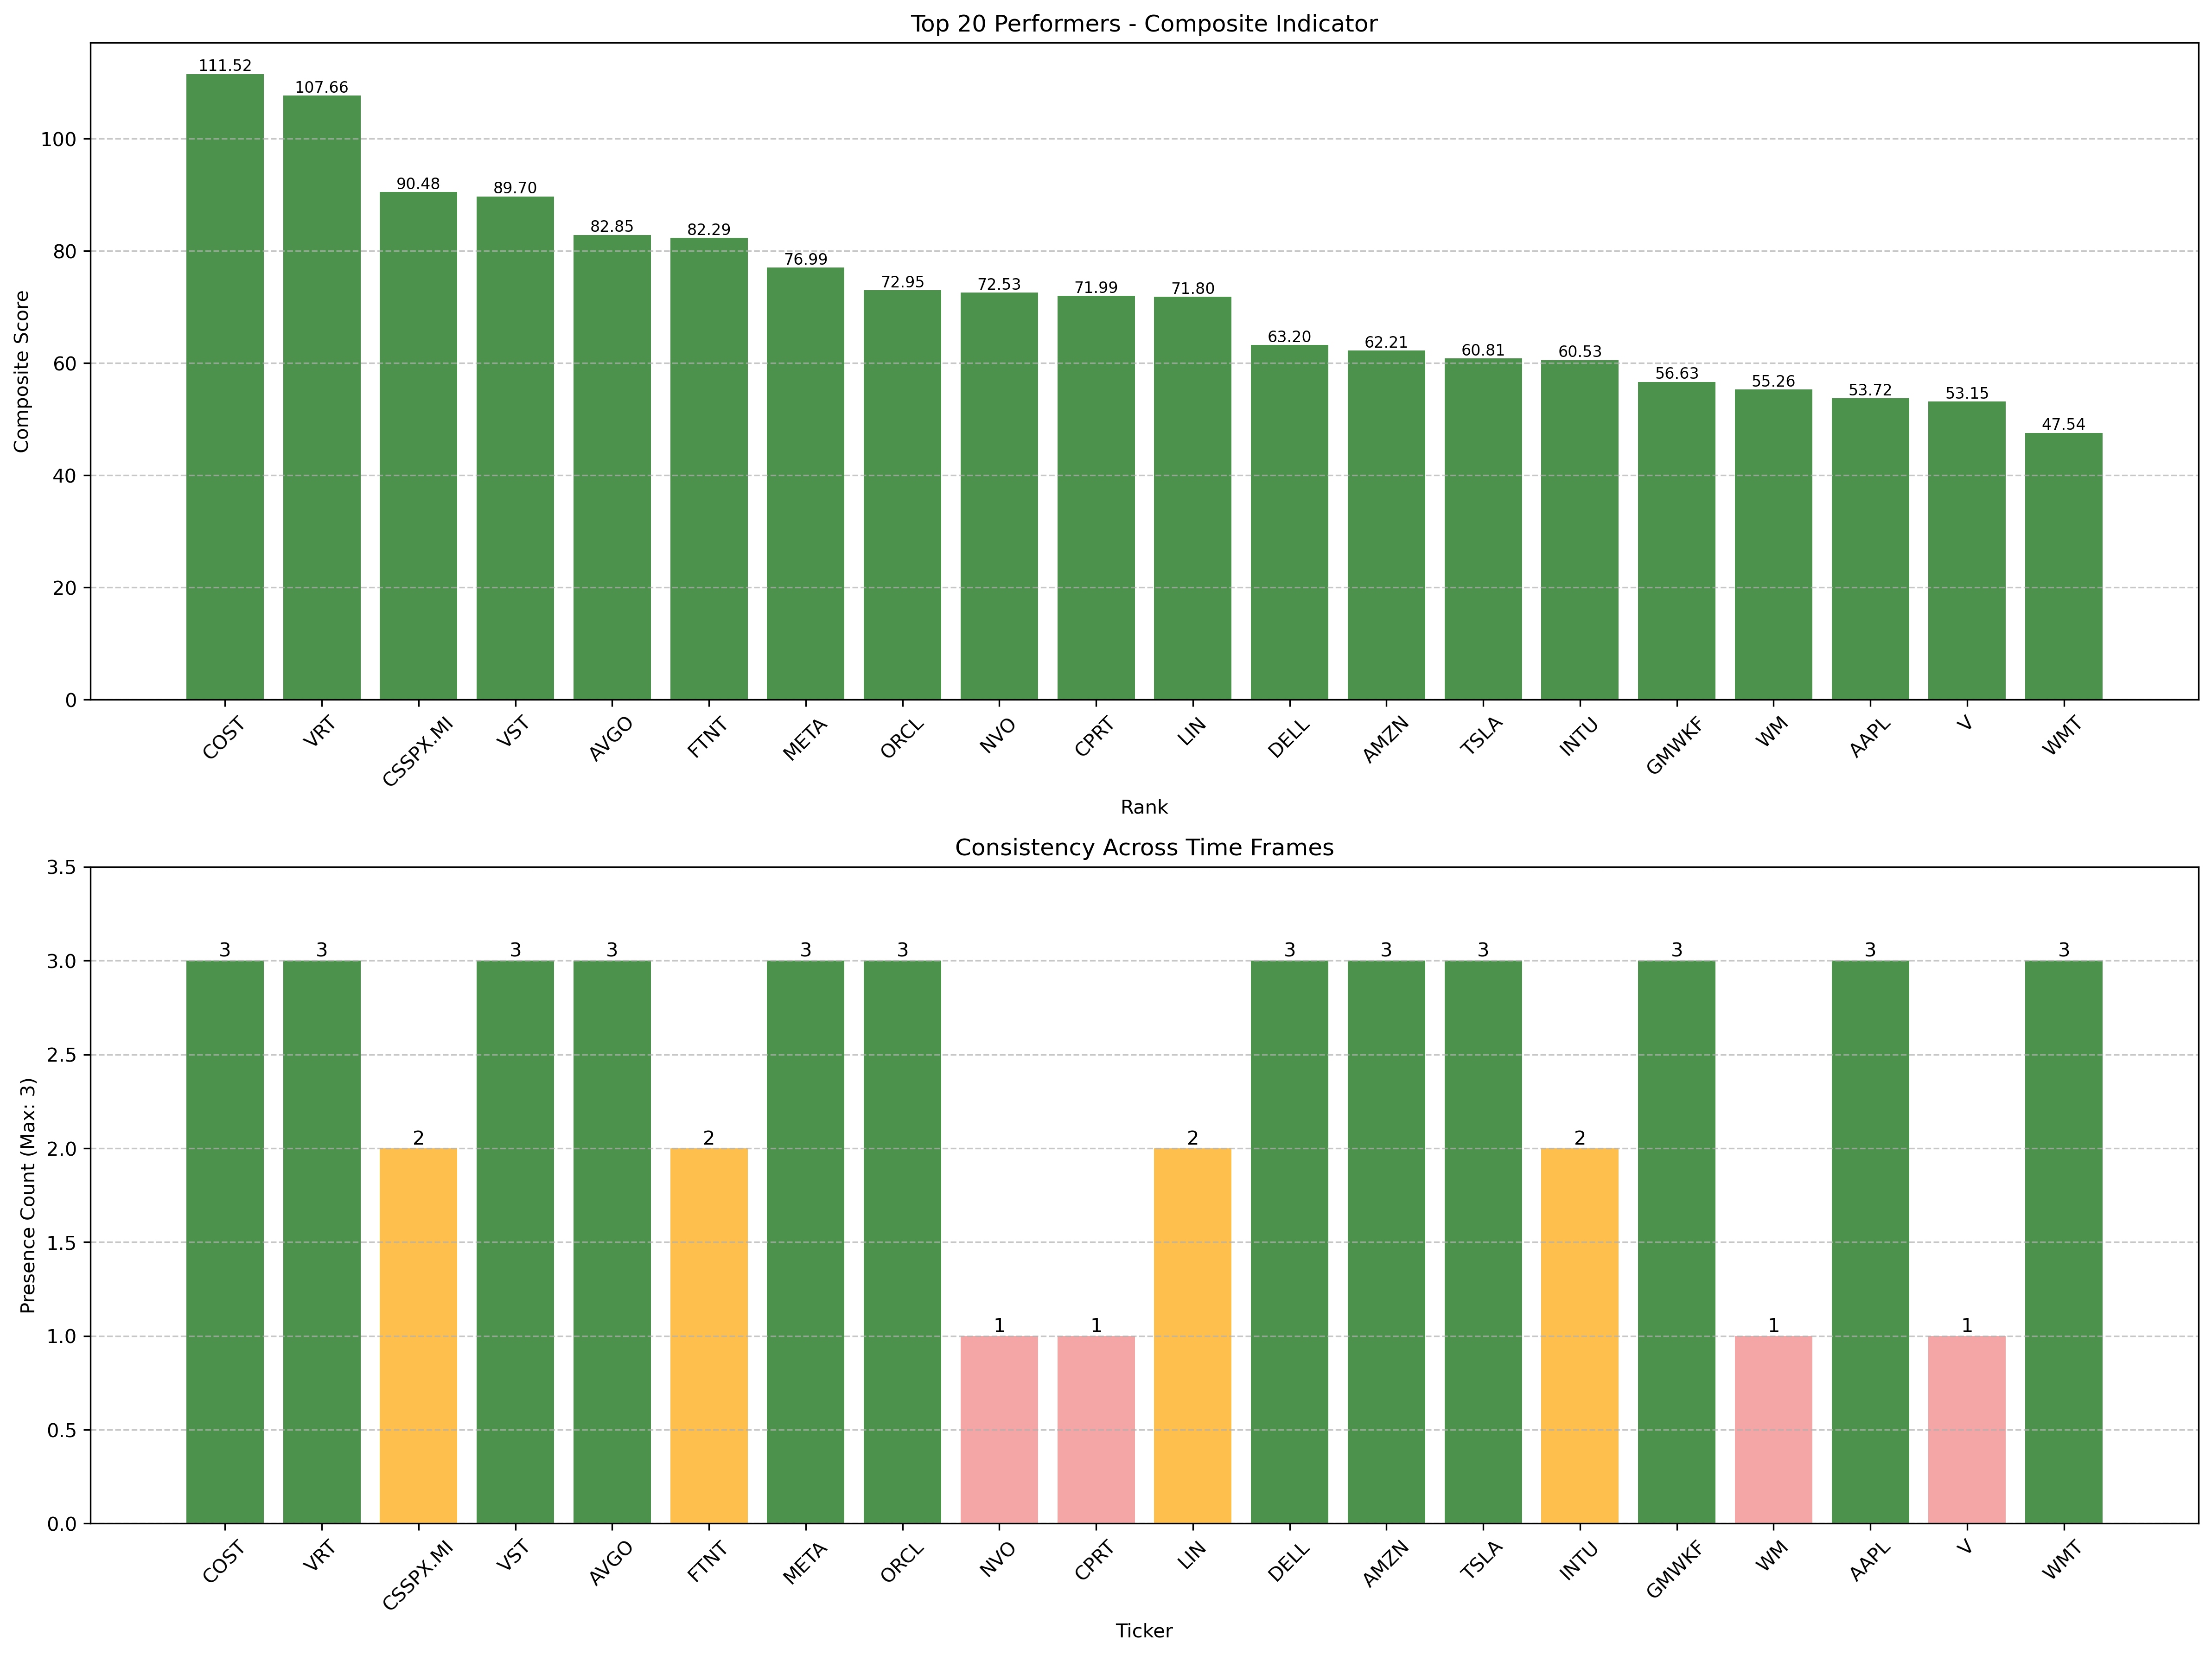 Top 20 Performers - Composite Indicator
Composite Score
100
80
60
40
20
0
111.52
107.66
90.48
89.70
82.85
82.29
76.99
72.95
72.53
71.99
71.80
63.20
62.21
60.81
60.53
56.63
55.26
53.72
53.15
47.54
COST
VRT
CSSPX.MI
VST
AVGO
FTNT
META
ORCL
NVO
CPRT
LIN
DELL
AMZN
TSLA
INTU
GMWKF
WM
AAPL
V
WMT
Rank
Consistency Across Time Frames
Presence Count (Max: 3)
3.5
3.0
2.5
2.0
1.5
1.0
0.5
0.0
3
3
2
3
3
2
3
3
1
1
2
3
3
3
2
3
1
3
1
3
COST
VRT
CSSPX.MI
VST
AVGO
FTNT
META
ORCL
NVO
CPRT
LIN
DELL
AMZN
TSLA
INTU
GMWKF
WM
AAPL
V
WMT
Ticker